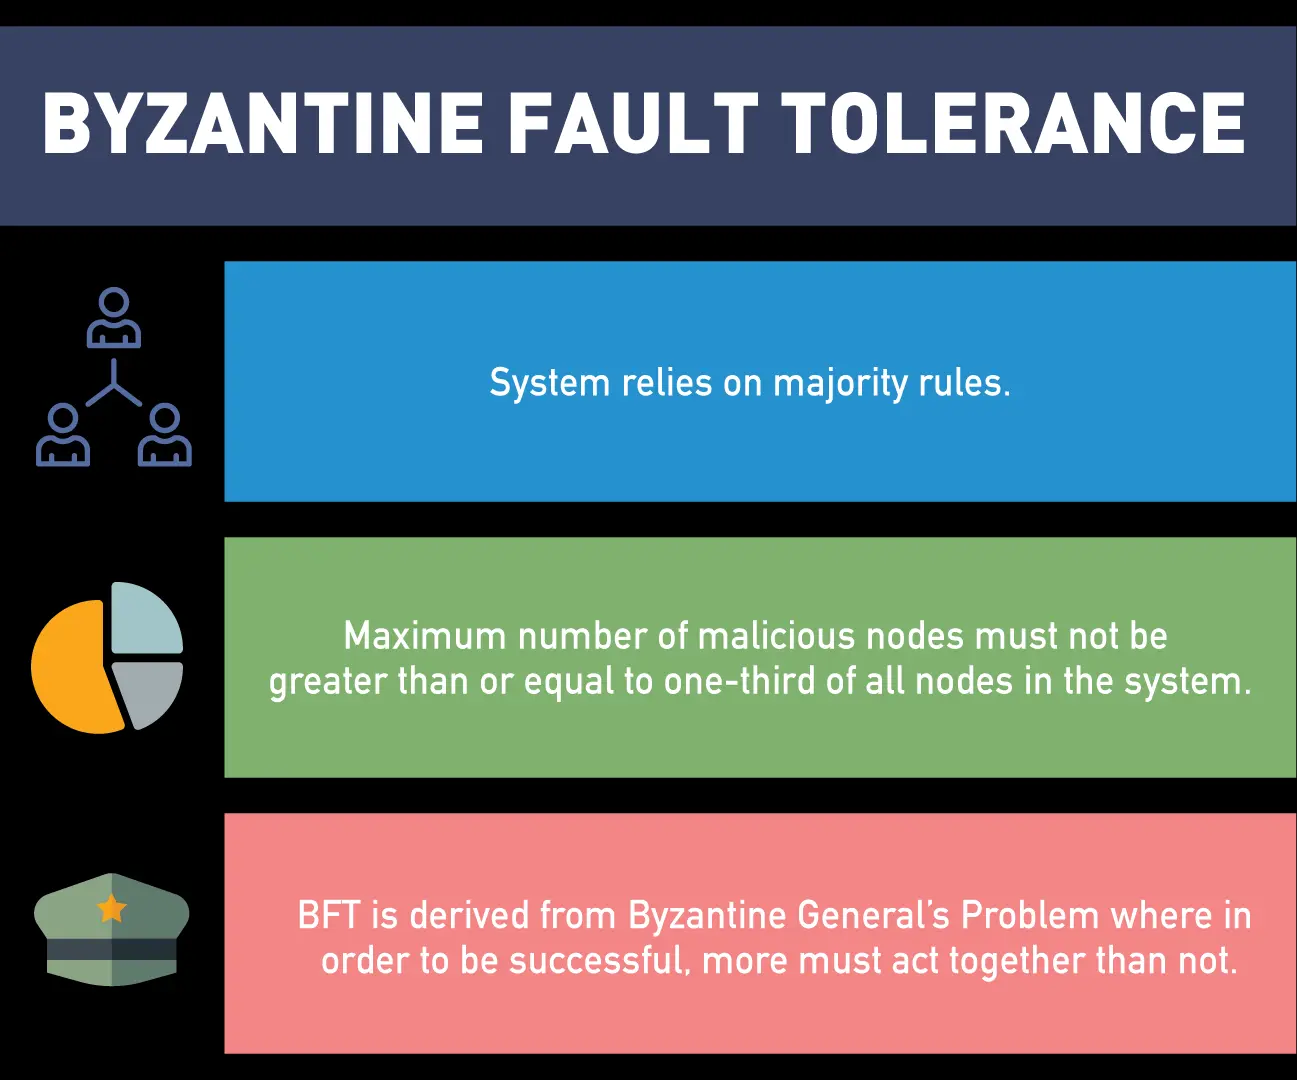 BYZANTINE FAULT TOLERANCE
System relies on majority rules.
Maximum number of malicious nodes must not be
greater than or equal to one-third of all nodes in the system.
BFT is derived from Byzantine General’s Problem where in
order to be successful, more must act together than not.